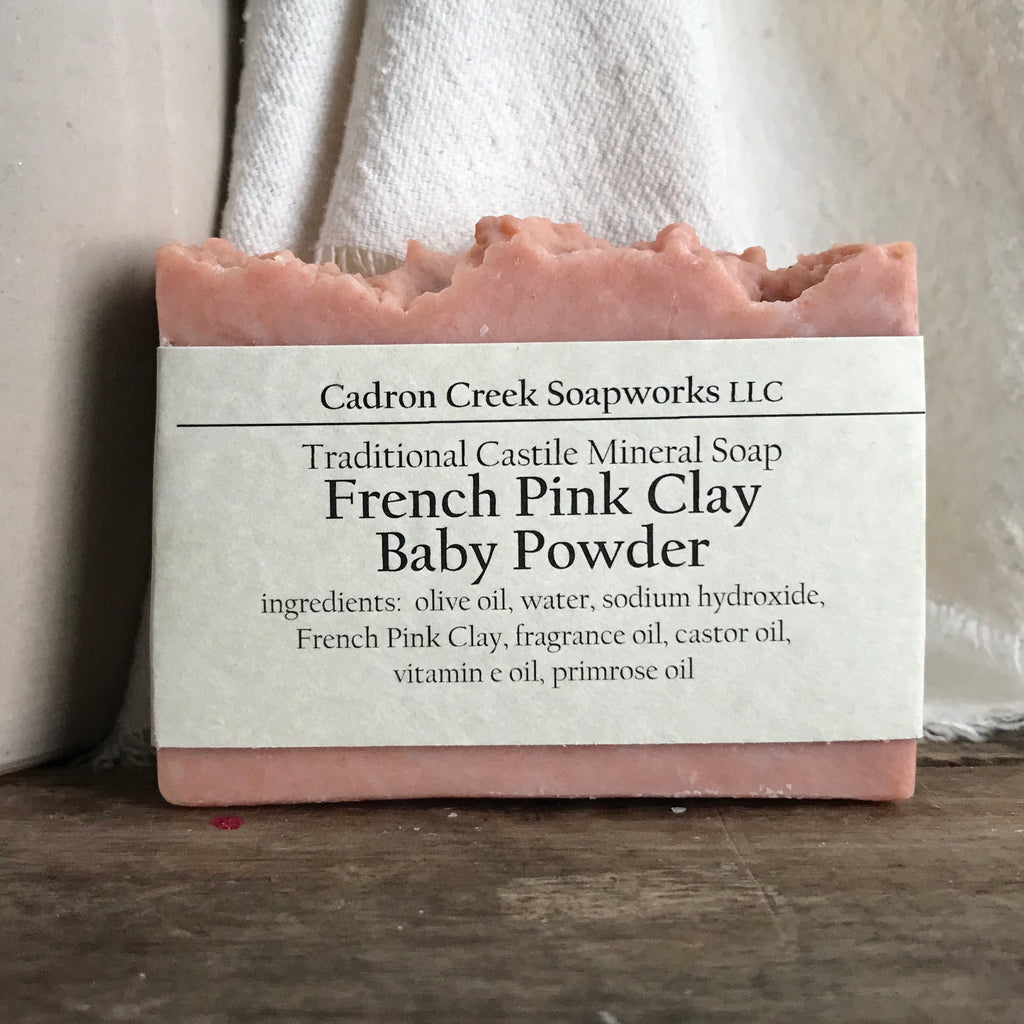 Cadron Creek Soapworks LLC
Traditional Castile Mineral Soap
French Pink Clay
Baby Powder
ingredients: olive oil, water, sodium hydroxide,
French Pink Clay, fragrance oil, castor oil,
vitamin e oil, primrose oil